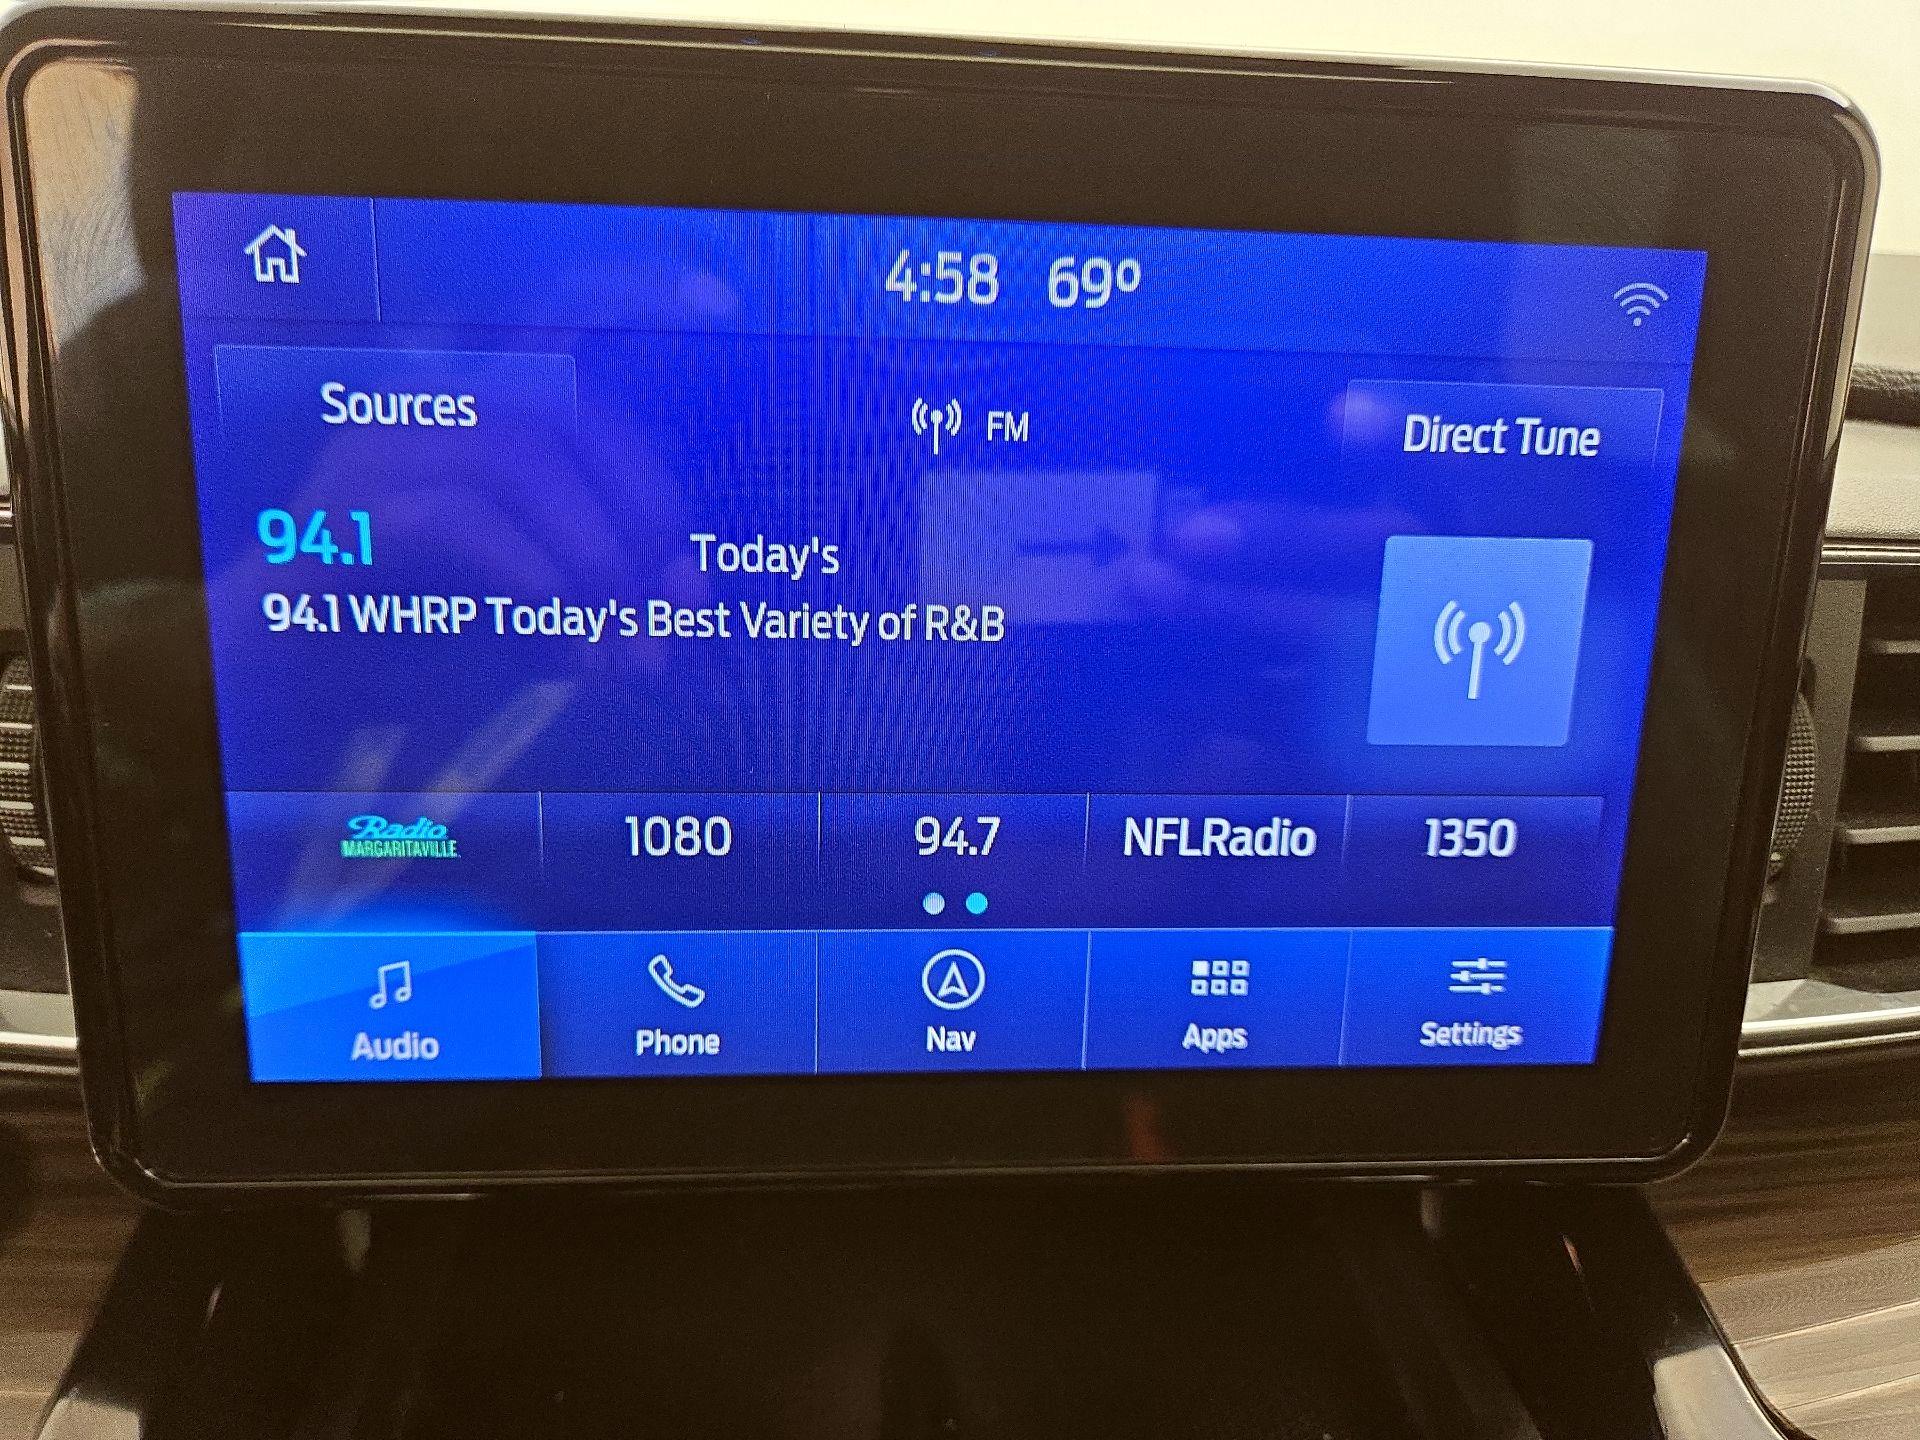 4:58 69º
Sources
FM
Direct Tune
94.1
Today's
94.1 WHRP Today's Best Variety of R&B
Radio
MARGARITAVILLE
1080
94.7
NFLRadio
1350
Audio
Phone
Nav
Apps
Settings